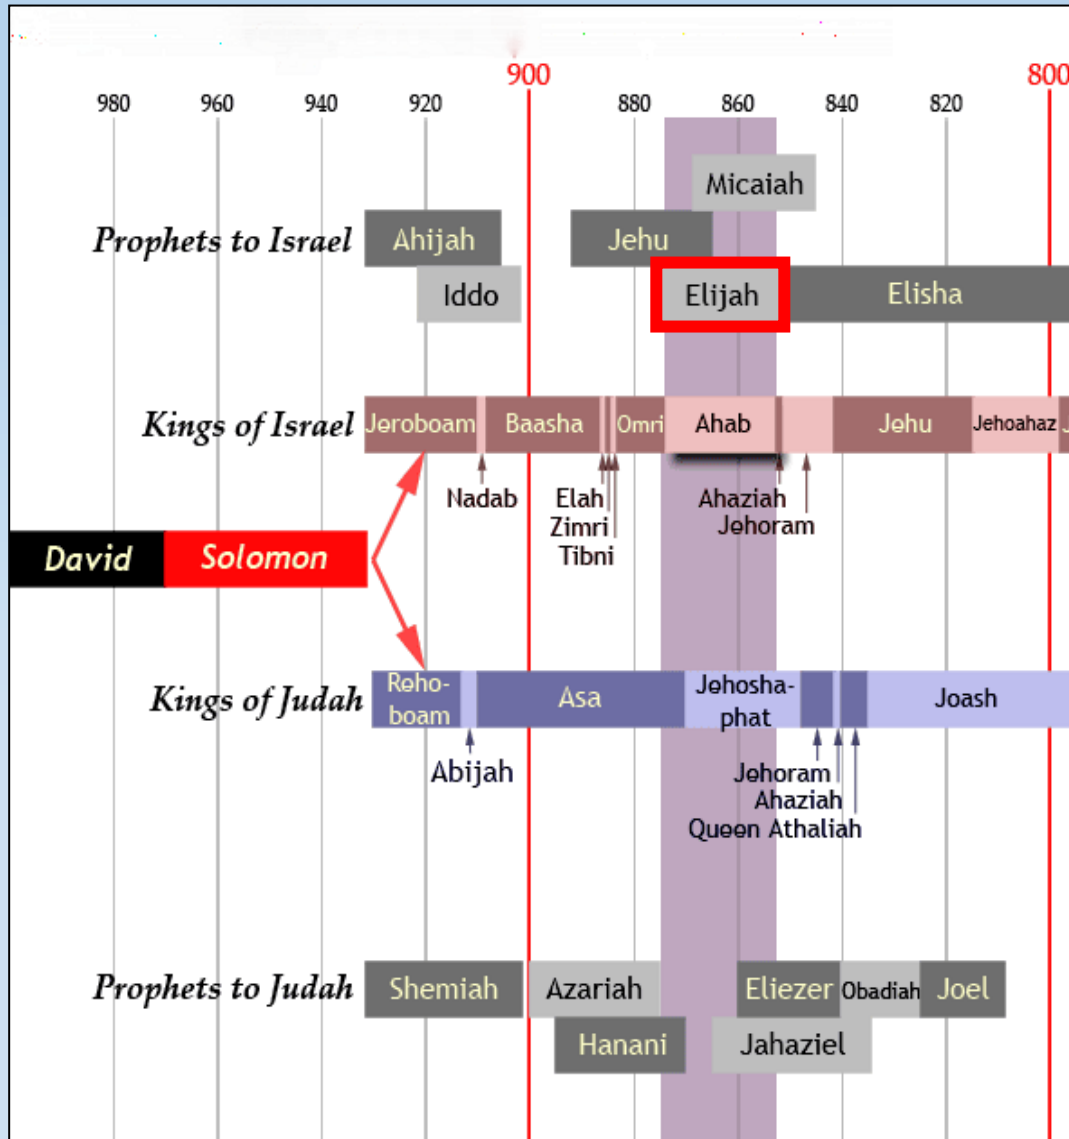 900
800
980
960
940
920
880
860
840
820
Micaiah
Prophets to Israel
Ahijah
Jehu
Iddo
Elijah
Elisha
Kings of Israel
Jeroboam
Baasha
Omri
Ahab
Jehu
Jehoahaz
J
Nadab
Elah
Zimri
Tibni
Ahaziah
Jehoram
David
Solomon
Kings of Judah
Reho-
boam
Asa
Jehosha-
phat
Joash
Abijah
Jehoram
Ahaziah
Queen Athaliah
Prophets to Judah
Shemiah
Azariah
Eliezer
Obadiah
Joel
Hanani
Jahaziel